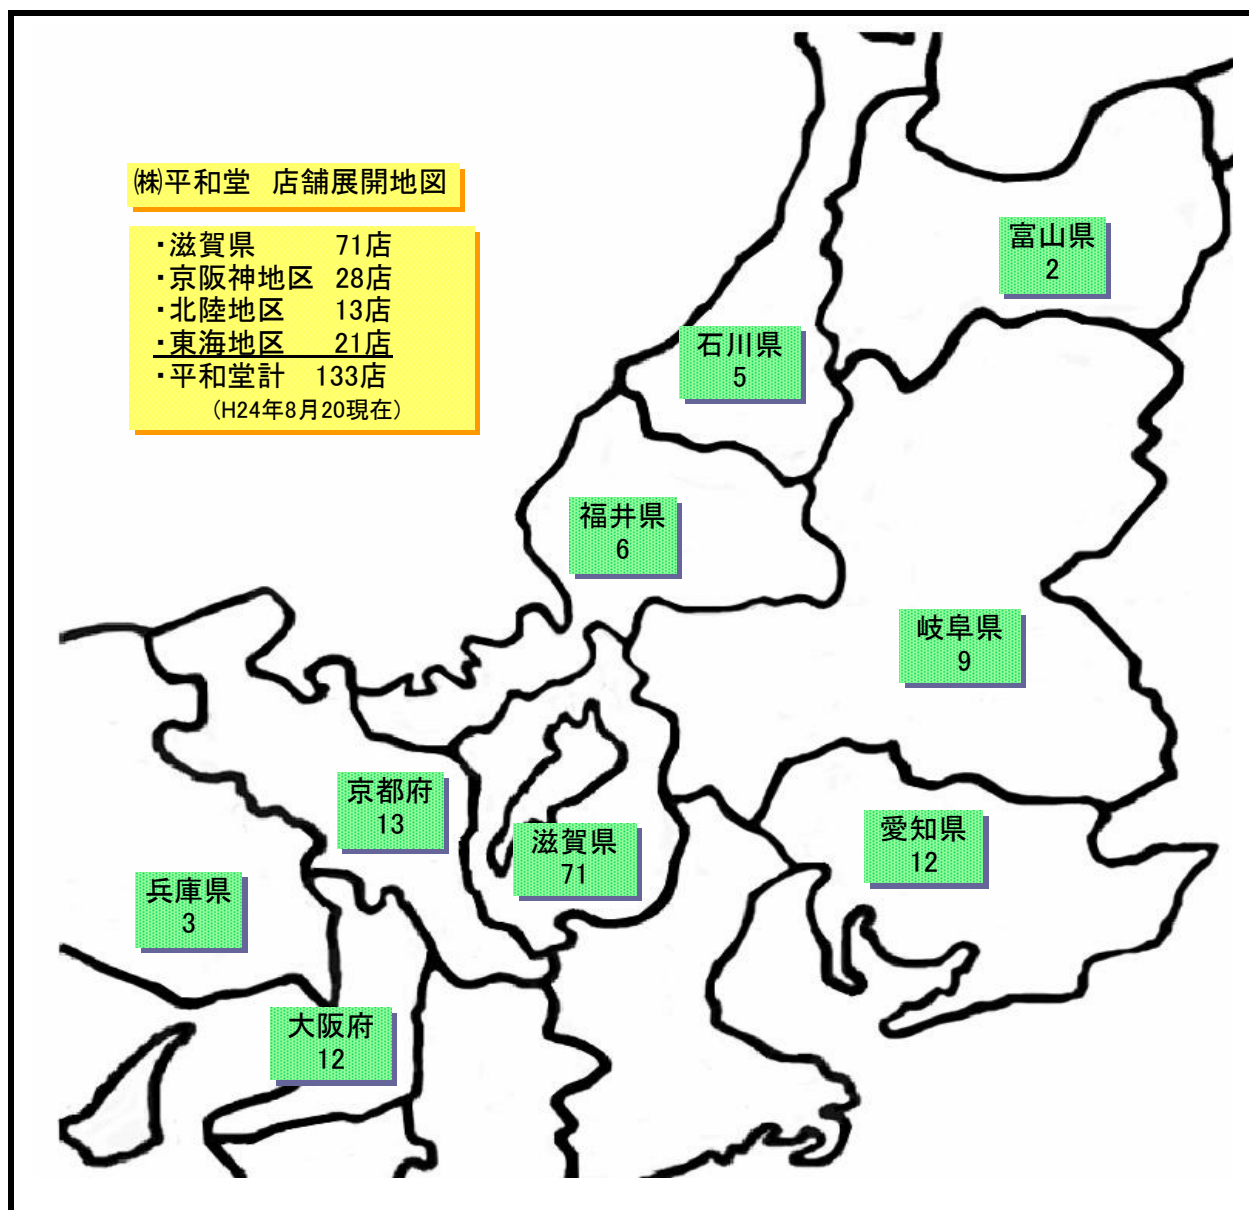 ㈱平和堂　店舗展開地図
・滋賀県　　　71店
・京阪神地区　28店
・北陸地区　　13店
・東海地区　　21店
・平和堂計　133店
（H24年8月20現在）
富山県
2
石川県
5
福井県
6
岐阜県
9
京都府
13
滋賀県
71
愛知県
12
兵庫県
3
大阪府
12